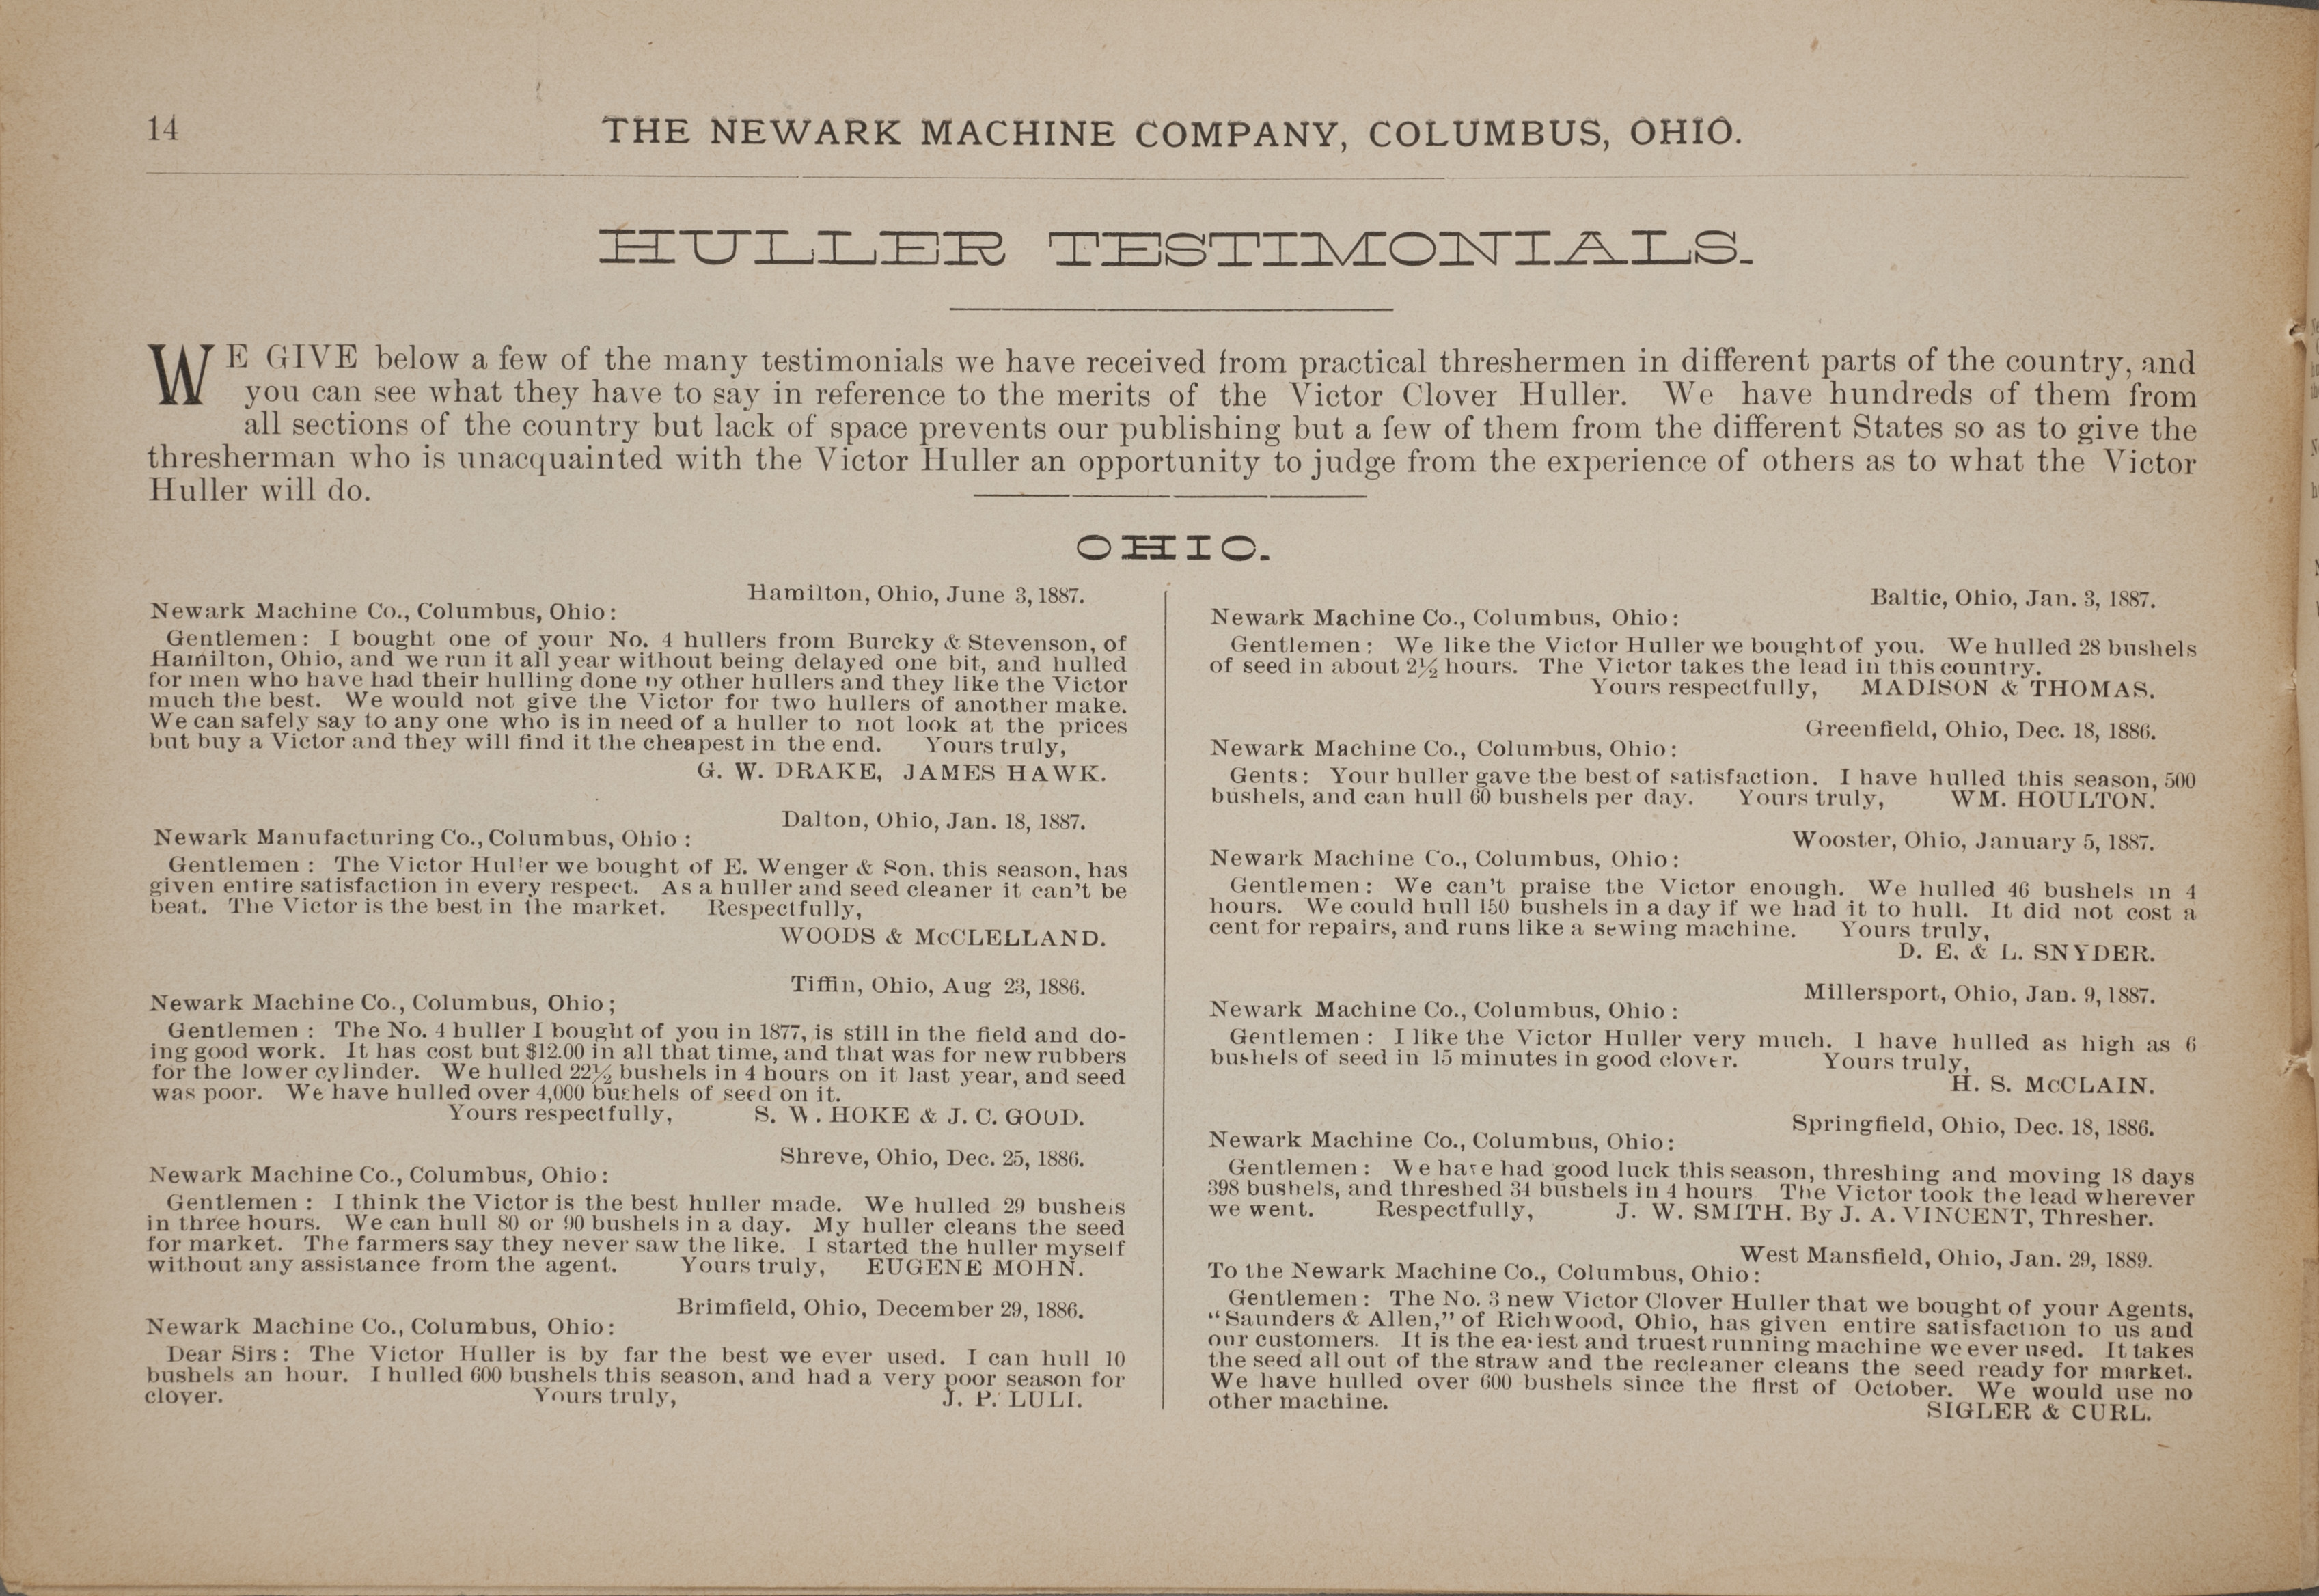 14
THE NEWARK MACHINE COMPANY, COLUMBUS, OHIO.
HULLER TESTIMONIALS.
WE GIVE below a few of the many testimonials we have received from practical threshermen in different parts of the country, and
you can see what they have to say in reference to the merits of the Victor Clover Huller. We have hundreds of them from
all sections of the country but lack of space prevents our publishing but a few of them from the different States so as to give the
thresherman who is unacquainted with the Victor Huller an opportunity to judge from the experience of others as to what the Victor
Huller will do.
OHIO.
Hamilton, Ohio, June 3, 1887.
Newark Machine Co., Columbus, Ohio:
Gentlemen: I bought one of your No. 4 hullers from Burcky & Stevenson, of
Hamilton, Ohio, and we run it all year without being delayed one bit, and hulled
for men who have had their hulling done by other hullers and they like the Victor
much the best. We would not give the Victor for two hullers of another make.
We can safely say to any one who is in need of a huller to not look at the prices
but buy a Victor and they will find it the cheapest in the end. Yours truly,
G. W. DRAKE, JAMES HAWK.
Dalton, Ohio, Jan. 18, 1887.
Newark Manufacturing Co., Columbus, Ohio:
Gentlemen: The Victor Huller we bought of E. Wenger & Son. this season, has
given entire satisfaction in every respect. As a huller and seed cleaner it can't be
beat. The Victor is the best in the market. Respectfully,
WOODS & McCLELLAND.
Tiffin, Ohio, Aug 23, 1886.
Newark Machine Co., Columbus, Ohio;
Gentlemen: The No. 4 huller I bought of you in 1877, is still in the field and do-
ing good work. It has cost but $12.00 in all that time, and that was for new rubbers
for the lower cylinder. We hulled 22½ bushels in 4 hours on it last year, and seed
was poor. We have hulled over 4,000 bushels of seed on it.
Yours respectfully, S. W. HOKE & J. C. GOOD.
Shreve, Ohio, Dec. 25, 1886.
Newark Machine Co., Columbus, Ohio:
Gentlemen: I think the Victor is the best huller made. We hulled 29 bushels
in three hours. We can hull 80 or 90 bushels in a day. My huller cleans the seed
for market. The farmers say they never saw the like. I started the huller myself
without any assistance from the agent. Yours truly, EUGENE MOHN.
Brimfield, Ohio, December 29, 1886.
Newark Machine Co., Columbus, Ohio:
Dear Sirs: The Victor Huller is by far the best we ever used. I can hull 10
bushels an hour. I hulled 600 bushels this season, and had a very poor season for
clover. Yours truly, J. P. LULI.
Baltic, Ohio, Jan. 3, 1887.
Newark Machine Co., Columbus, Ohio:
Gentlemen: We like the Victor Huller we bought of you. We hulled 28 bushels
of seed in about 2½ hours. The Victor takes the lead in this country.
Yours respectfully, MADISON & THOMAS.
Greenfield, Ohio, Dec. 18, 1886.
Newark Machine Co., Columbus, Ohio:
Gents: Your huller gave the best of satisfaction. I have hulled this season, 500
bushels, and can hull 60 bushels per day. Yours truly, WM. HOULTON.
Wooster, Ohio, January 5, 1887.
Newark Machine Co., Columbus, Ohio:
Gentlemen: We can't praise the Victor enough. We hulled 46 bushels in 4
hours. We could hull 150 bushels in a day if we had it to hull. It did not cost a
cent for repairs, and runs like a sewing machine. Yours truly,
D. E. & L. SNYDER.
Millersport, Ohio, Jan. 9, 1887.
Newark Machine Co., Columbus, Ohio:
Gentlemen: I like the Victor Huller very much. I have hulled as high as 6
bushels of seed in 15 minutes in good clover. Yours truly,
H. S. McCLAIN.
Springfield, Ohio, Dec. 18, 1886.
Newark Machine Co., Columbus, Ohio:
Gentlemen: We have had good luck this season, threshing and moving 18 days
398 bushels, and threshed 34 bushels in 4 hours The Victor took the lead wherever
we went. Respectfully, J. W. SMITH. By J. A. VINCENT, Thresher.
West Mansfield, Ohio, Jan. 29, 1889.
To the Newark Machine Co., Columbus, Ohio:
Gentlemen: The No. 3 new Victor Clover Huller that we bought of your Agents,
"Saunders & Allen," of Richwood, Ohio, has given entire satisfaction to us and
our customers. It is the easiest and truest running machine we ever used. It takes
the seed all out of the straw and the recleaner cleans the seed ready for market.
We have hulled over 600 bushels since the first of October. We would use no
other machine.
SIGLER & CURL.